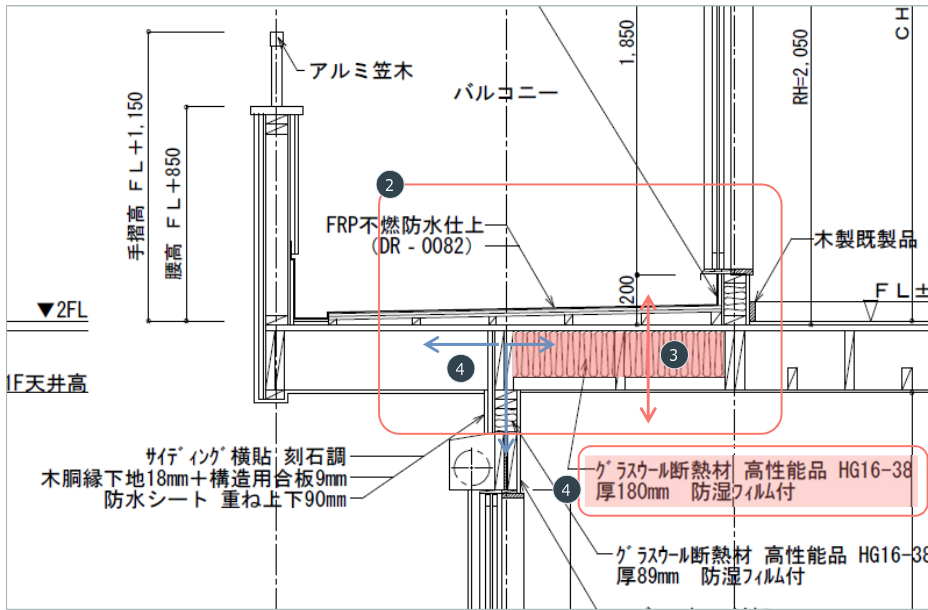 アルミ笠木
バルコニー
手摺高 FL+1,150
腰高 FL+850
1,850
RH=2,050
CH
2
FRP不燃防水仕上
(DR-0082)
木製既製品
200
FL±
▼2FL
3
4
1F天井高
サイディング横貼 刻石調
木胴縁下地18mm+構造用合板9mm
防水シート 重ね上下90mm
グラスウール断熱材 高性能品 HG16-38
厚180mm 防湿フィルム付
4
グラスウール断熱材 高性能品 HG16-38
厚89mm 防湿フィルム付